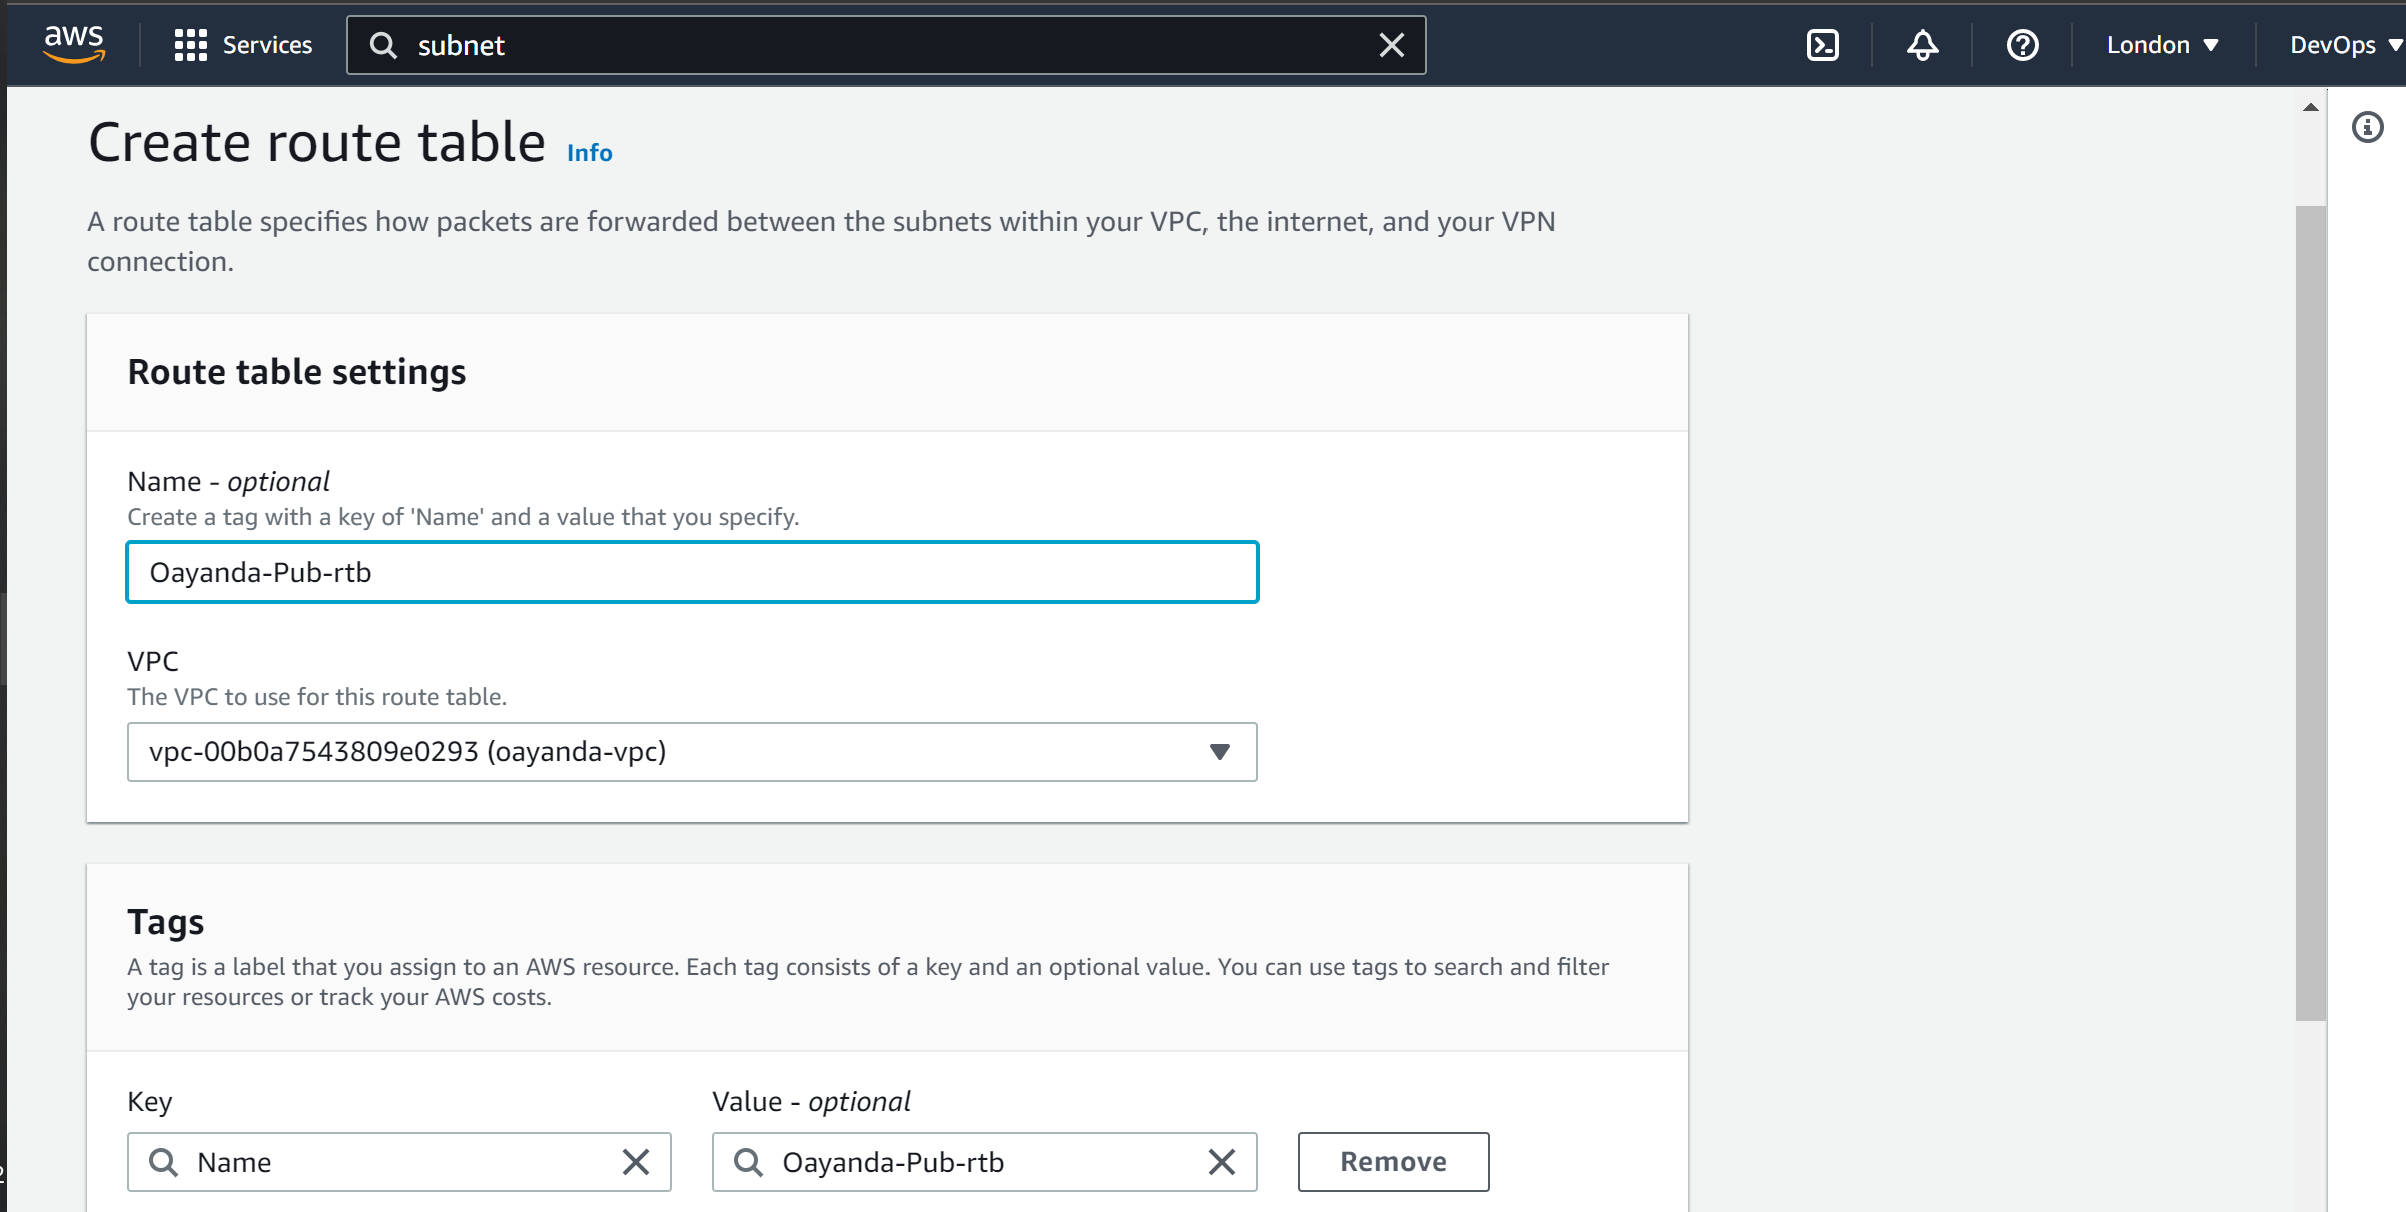 aws
Services
subnet
London
DevOps
Create route table Info
A route table specifies how packets are forwarded between the subnets within your VPC, the internet, and your VPN
connection.
Route table settings
Name - optional
Create a tag with a key of 'Name' and a value that you specify.
Oayanda-Pub-rtb
VPC
The VPC to use for this route table.
vpc-00b0a7543809e0293 (oayanda-vpc)
Tags
A tag is a label that you assign to an AWS resource. Each tag consists of a key and an optional value. You can use tags to search and filter
your resources or track your AWS costs.
Key
Value - optional
Name
Oayanda-Pub-rtb
Remove